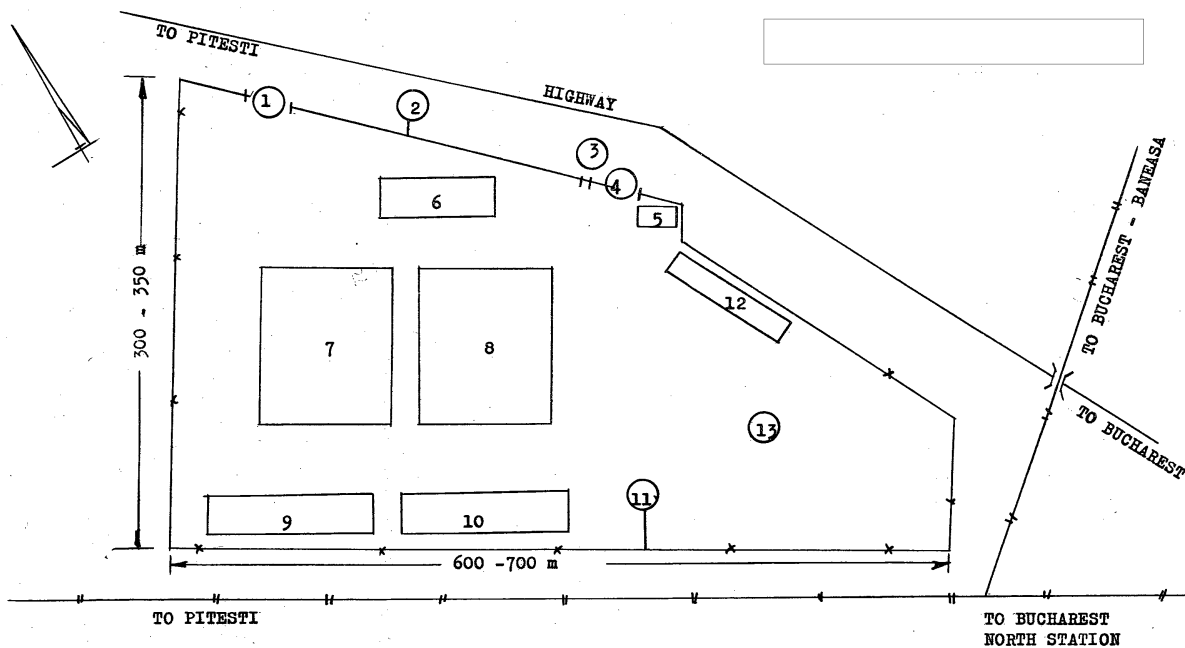 TO PITESTI
HIGHWAY
1
2
3
4
5
6
7
8
9
10
11
12
13
300 - 350 m
600 -700 m
TO BUCHAREST - BANEASA
TO BUCHAREST
TO PITESTI
TO BUCHAREST
NORTH STATION